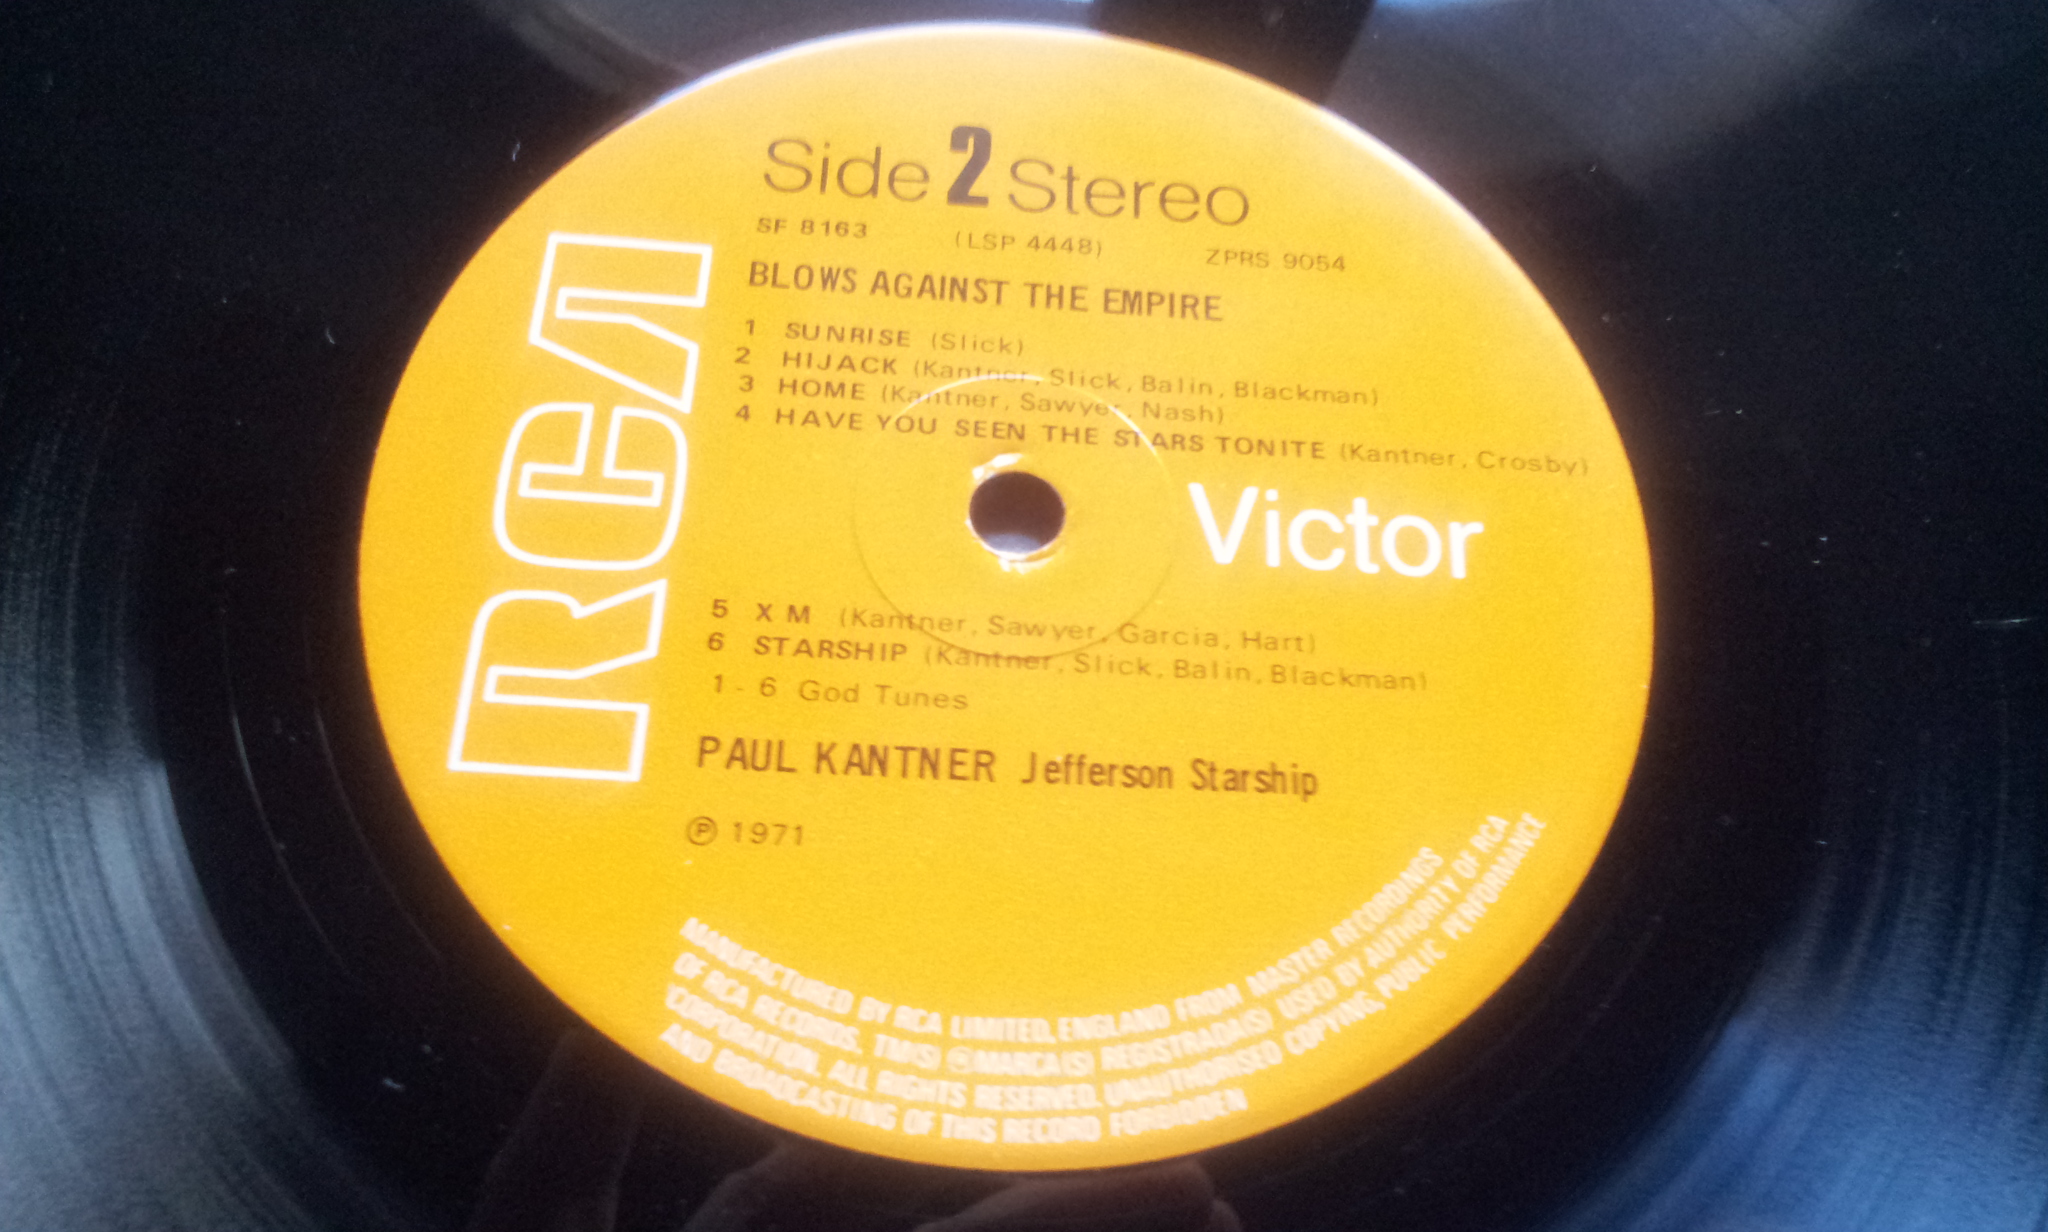 Side 2 Stereo
SF 8163 (LSP 4448) ZPRS 9054
BLOWS AGAINST THE EMPIRE
1 SUNRISE (Slick)
2 HIJACK (Kantner, Slick, Balin, Blackman)
3 HOME (Kantner, Sawyer, Nash)
4 HAVE YOU SEEN THE STARS TONITE (Kantner, Crosby)
RCA
Victor
5 X M (Kantner, Sawyer, Garcia, Hart)
6 STARSHIP (Kantner, Slick, Balin, Blackman)
1 - 6 God Tunes
PAUL KANTNER Jefferson Starship
Ⓟ 1971
MANUFACTURED BY RCA LIMITED, ENGLAND FROM MASTER RECORDINGS
OF RCA RECORDS. TM(S) ® MARCA(S) REGISTRADA(S) USED BY AUTHORITY OF RCA
CORPORATION. ALL RIGHTS RESERVED. UNAUTHORISED COPYING, PUBLIC PERFORMANCE
AND BROADCASTING OF THIS RECORD FORBIDDEN